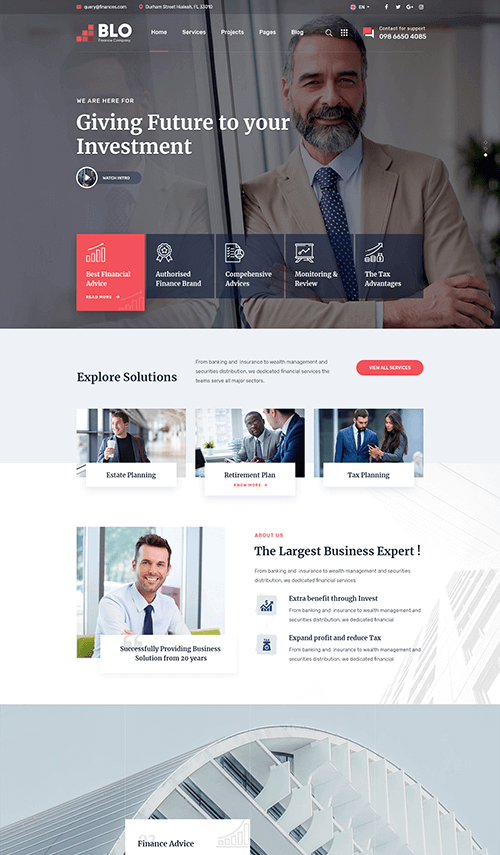 query@finances.com
Durham Street Hialeah, FL 33010
EN
BLO
Finance Company
Home
Services
Projects
Pages
Blog
Contact for support
098 6650 4085
WE ARE HERE FOR
Giving Future to your
Investment
WATCH INTRO
Best Financial
Advice
READ MORE
Authorised
Finance Brand
Compehensive
Advices
Monitoring &
Review
The Tax
Advantages
Explore Solutions
From banking and insurance to wealth management and
securities distribution, we dedicated financial services the
teams serve all major sectors.
VIEW ALL SERVICES
Estate Planning
Retirement Plan
KNOW MORE
Tax Planning
ABOUT US
The Largest Business Expert !
From banking and insurance to wealth management and securities
distribution, we dedicated financial services
Extra benefit through Invest
From banking and insurance to wealth management and
securities distribution, we dedicated financial
Expand profit and reduce Tax
From banking and insurance to wealth management and
securities distribution, we dedicated financial
Successfully Providing Business
Solution from 20 years
Finance Advice